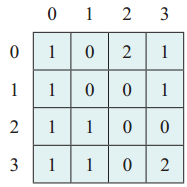 0 1 2 3
0 1 0 2 1
1 1 0 0 1
2 1 1 0 0
3 1 1 0 2